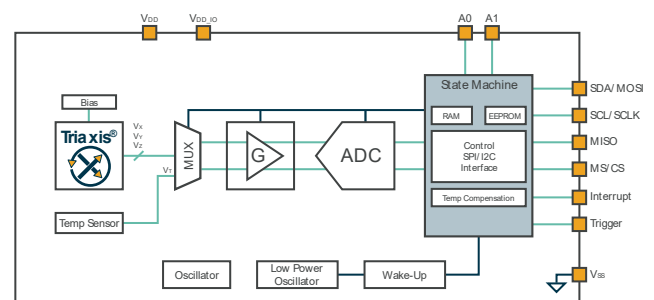 VDD VDD_IO A0 A1
State Machine
SDA/MOSI
Bias
RAM EEPROM
SCL/SCLK
Triaxis®
VX
VY
VZ
MUX
G
ADC
Control
SPI/I2C
Interface
MISO
MS/CS
VT
Temp Compensation
Interrupt
Temp Sensor
Trigger
Oscillator
Low Power
Oscillator
Wake-Up
VSS